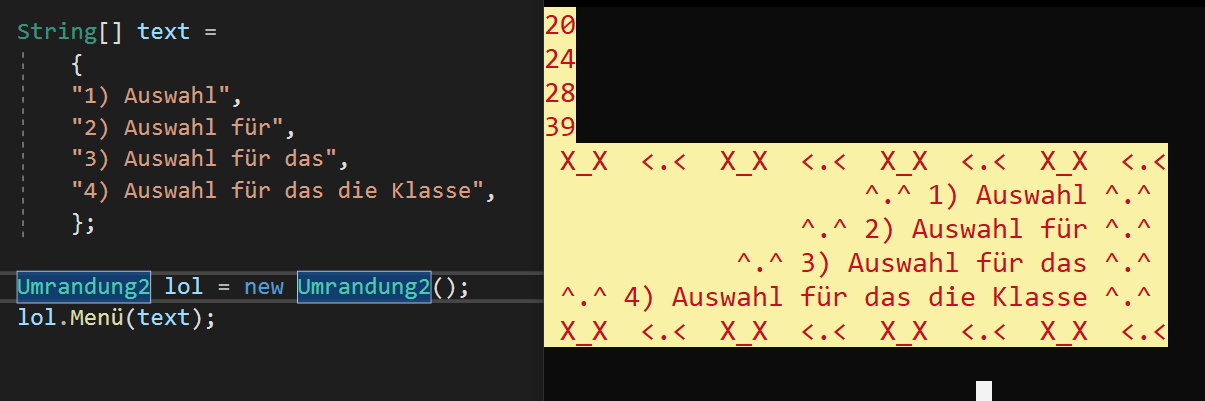 String[] text =
{
"1) Auswahl",
"2) Auswahl für",
"3) Auswahl für das",
"4) Auswahl für das die Klasse",
};
Umrandung2 lol = new Umrandung2();
lol.Menü(text);
20
24
28
39
X_X  <.<  X_X  <.<  X_X  <.<  X_X  <.<
^.^ 1) Auswahl ^.^
^.^ 2) Auswahl für ^.^
^.^ 3) Auswahl für das ^.^
^.^ 4) Auswahl für das die Klasse ^.^
X_X  <.<  X_X  <.<  X_X  <.<  X_X  <.<